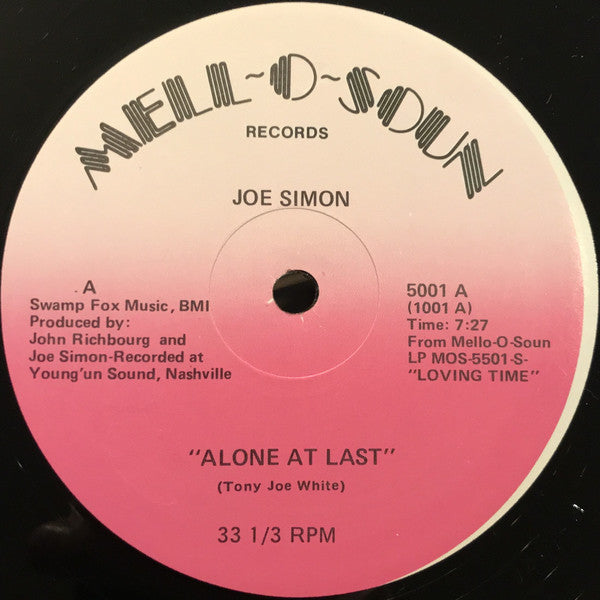 MELL-O-SOUN
RECORDS
JOE SIMON
A
Swamp Fox Music, BMI
Produced by:
John Richbourg and
Joe Simon-Recorded at
Young'un Sound, Nashville
5001 A
(1001 A)
Time: 7:27
From Mello-O-Soun
LP MOS-5501-S-
"LOVING TIME"
"ALONE AT LAST"
(Tony Joe White)
33 1/3 RPM